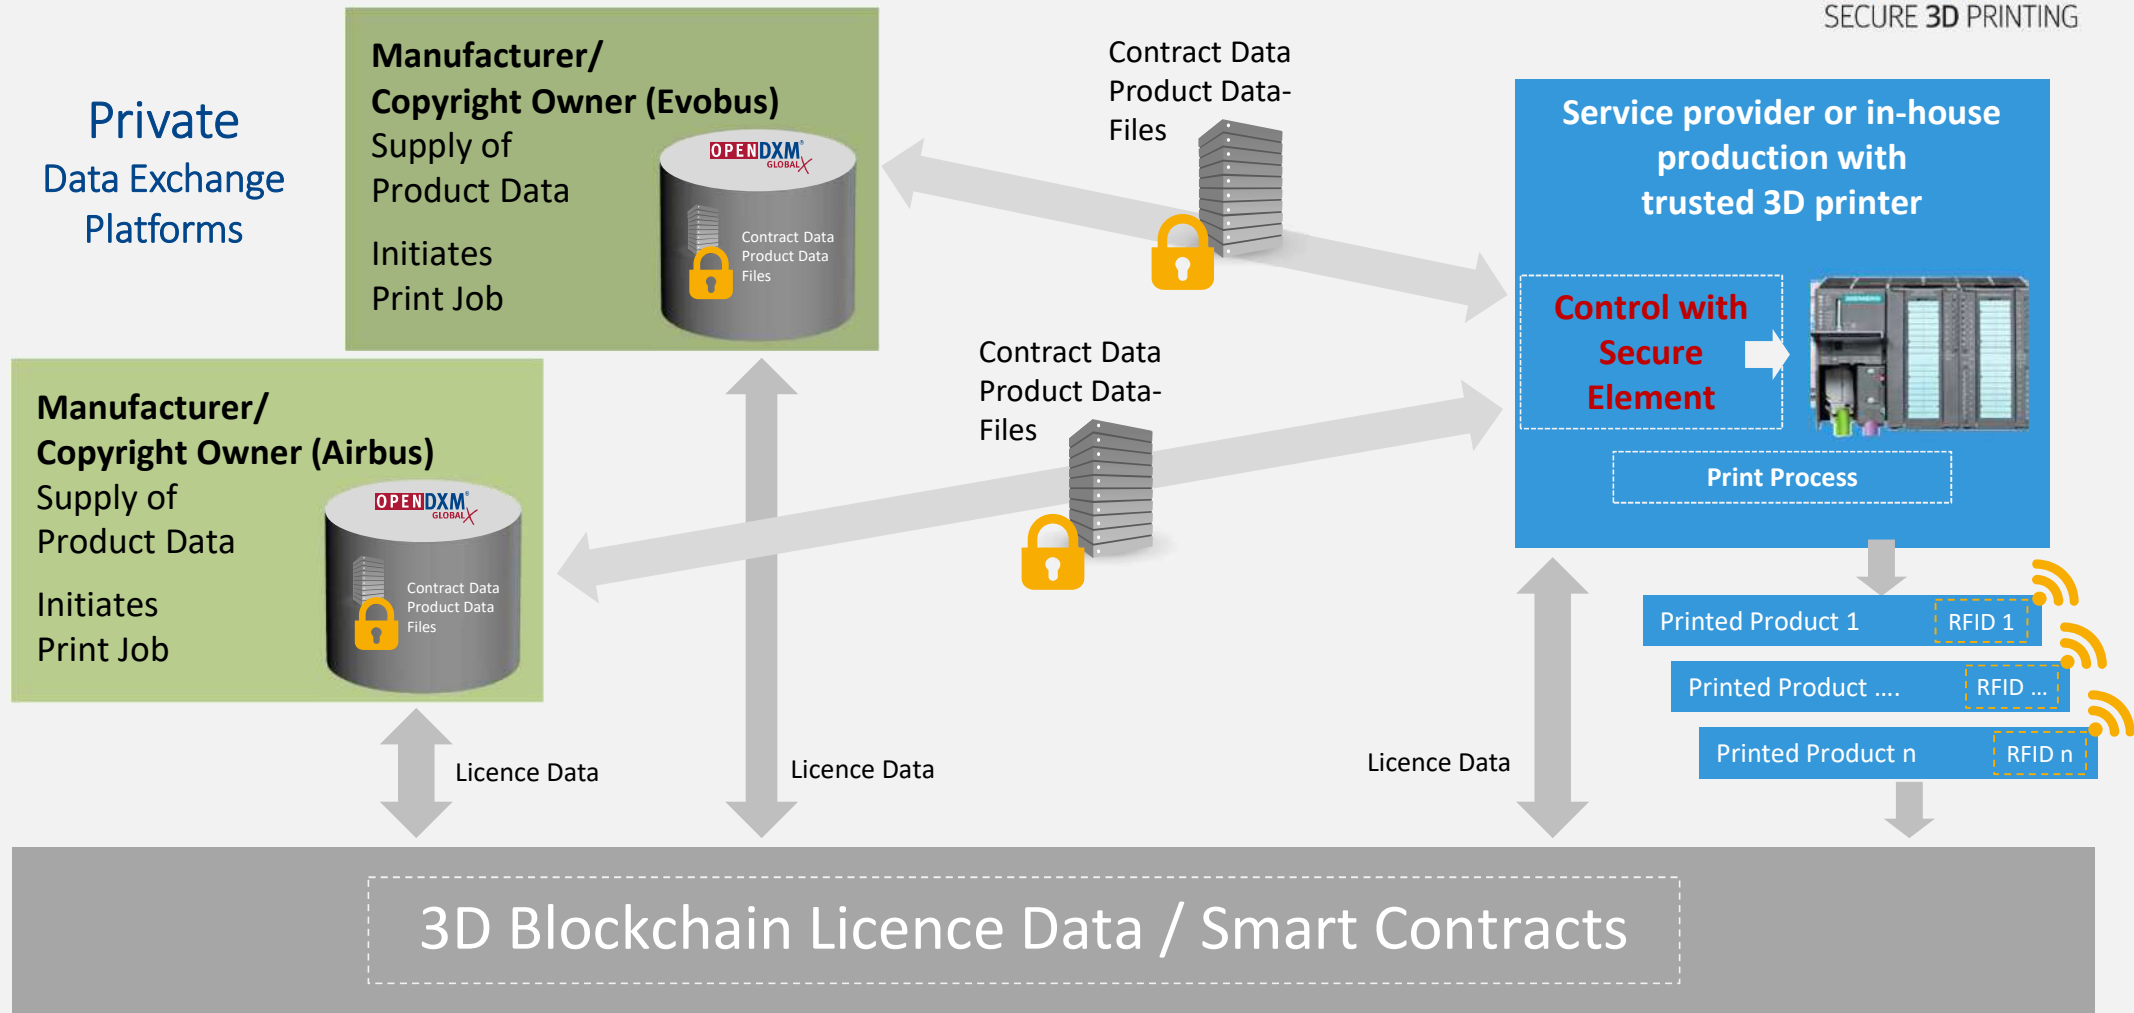 SECURE 3D PRINTING
Private
Data Exchange
Platforms
Manufacturer/
Copyright Owner (Evobus)
Supply of
Product Data
Initiates
Print Job
OPENDXM®
GLOBALX
Contract Data
Product Data
Files
Contract Data
Product Data-
Files
Service provider or in-house
production with
trusted 3D printer
Control with
Secure
Element
SIEMENS
Print Process
Manufacturer/
Copyright Owner (Airbus)
Supply of
Product Data
Initiates
Print Job
OPENDXM®
GLOBALX
Contract Data
Product Data
Files
Contract Data
Product Data-
Files
Printed Product 1 RFID 1
Printed Product .... RFID ...
Printed Product n RFID n
Licence Data
Licence Data
Licence Data
3D Blockchain Licence Data / Smart Contracts